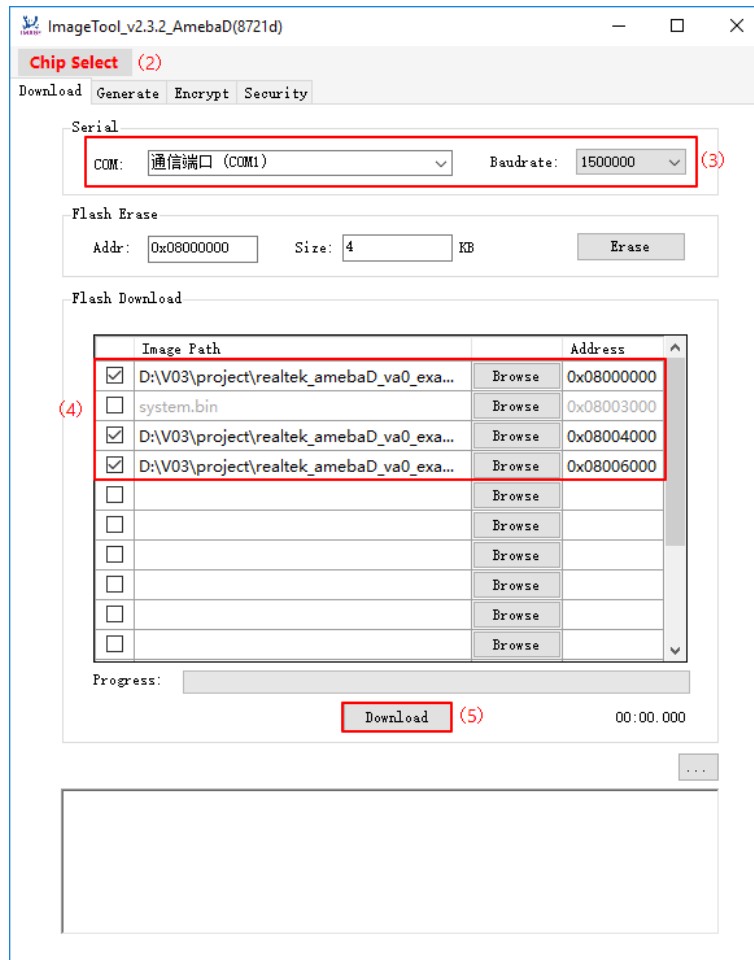 ImageTool_v2.3.2_AmebaD(8721d)
Chip Select (2)
Download Generate Encrypt Security
Serial
COM: 通信端口 (COM1) Baudrate: 1500000 (3)
Flash Erase
Addr: 0x08000000 Size: 4 KB Erase
Flash Download
Image Path Address
D:\V03\project\realtek_amebaD_va0_exa... Browse 0x08000000
(4) system.bin Browse 0x08003000
D:\V03\project\realtek_amebaD_va0_exa... Browse 0x08004000
D:\V03\project\realtek_amebaD_va0_exa... Browse 0x08006000
Browse
Browse
Browse
Browse
Browse
Browse
Progress:
Download (5) 00:00.000
...